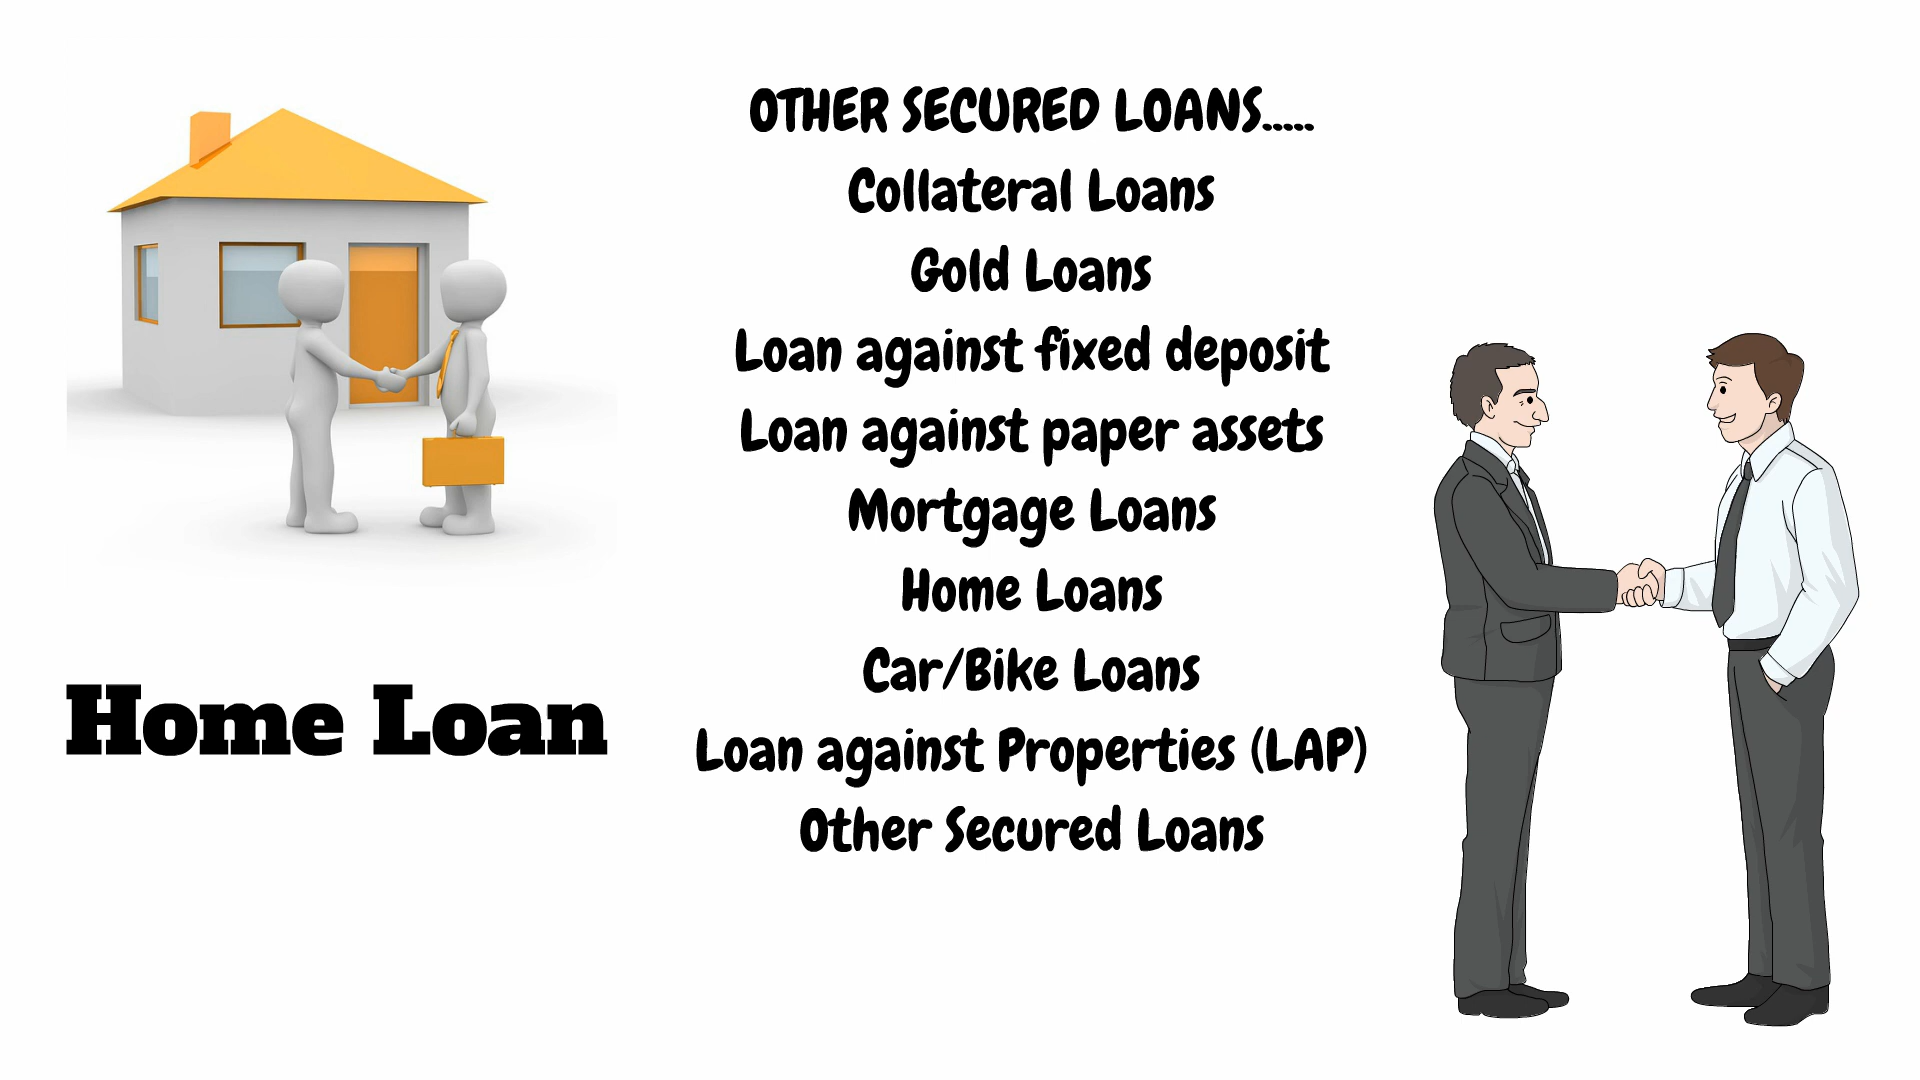 Home Loan
OTHER SECURED LOANS.....
Collateral Loans
Gold Loans
Loan against fixed deposit
Loan against paper assets
Mortgage Loans
Home Loans
Car/Bike Loans
Loan against Properties (LAP)
Other Secured Loans